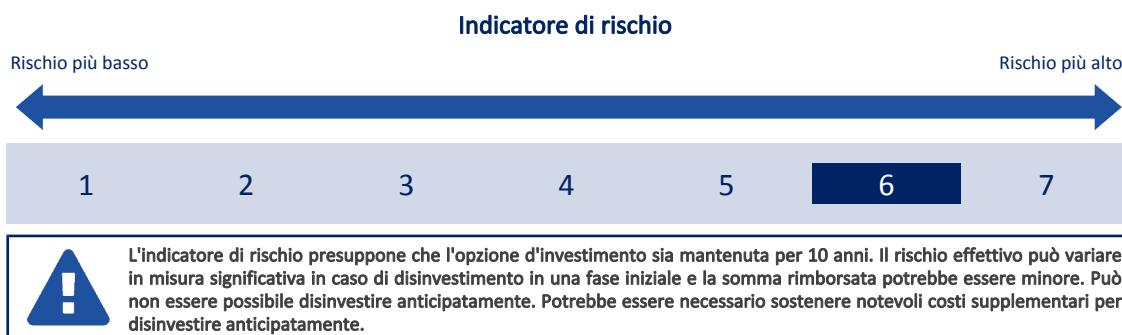 Indicatore di rischio
Rischio più basso
Rischio più alto
1 2 3 4 5 6 7
L'indicatore di rischio presuppone che l'opzione d'investimento sia mantenuta per 10 anni. Il rischio effettivo può variare
in misura significativa in caso di disinvestimento in una fase iniziale e la somma rimborsata potrebbe essere minore. Può
non essere possibile disinvestire anticipatamente. Potrebbe essere necessario sostenere notevoli costi supplementari per
disinvestire anticipatamente.